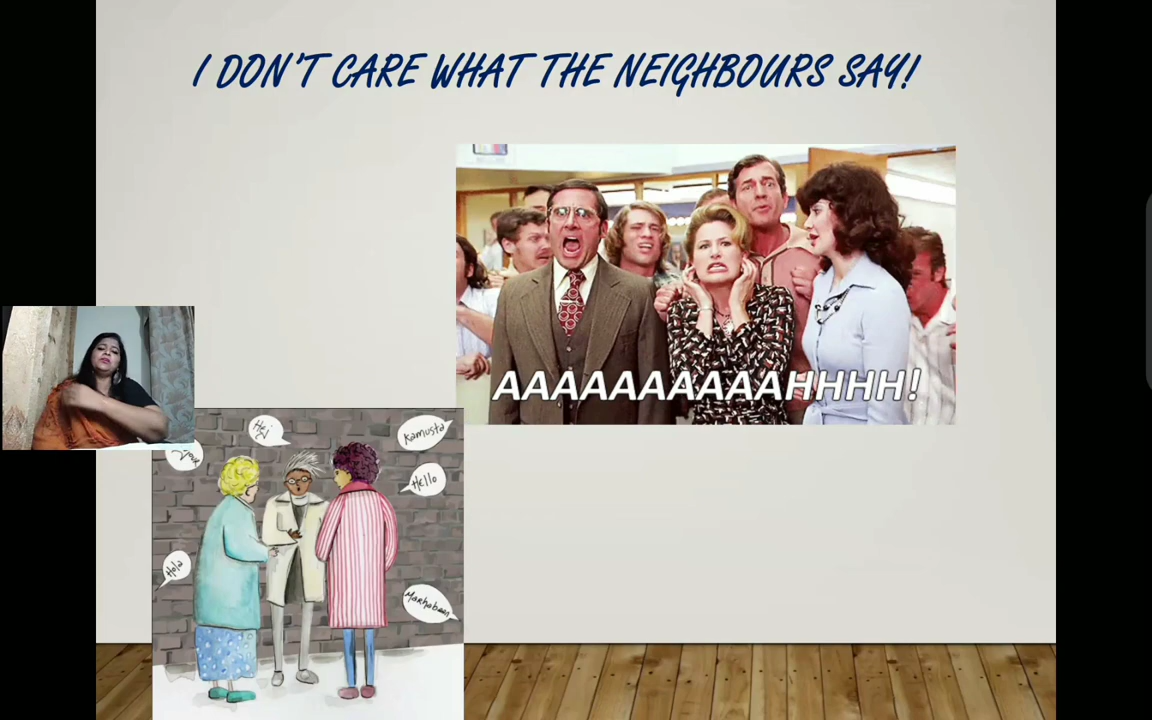 I DON'T CARE WHAT THE NEIGHBOURS SAY!
AAAAAAAAAAHHHH!
Hej
Kamusta
Hello
Hola